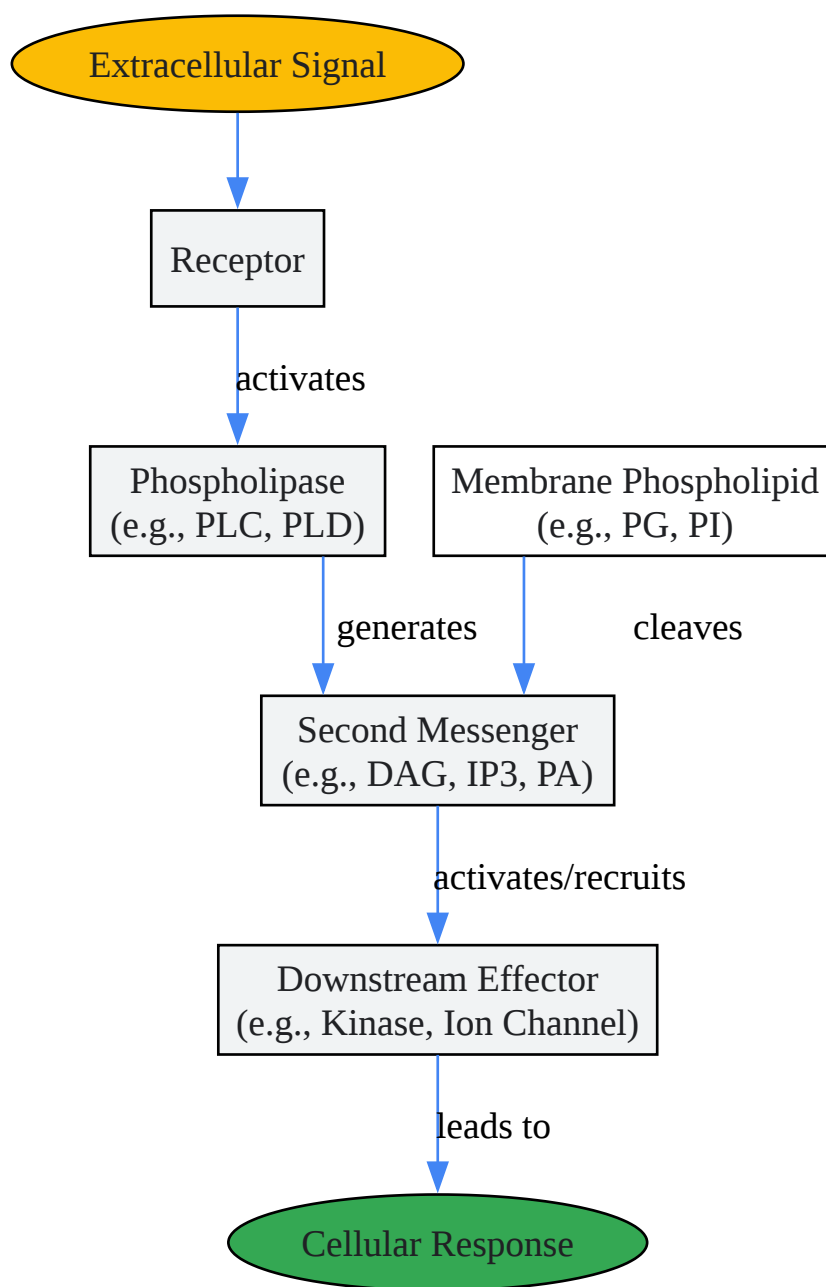 Extracellular Signal
Receptor
activates
Phospholipase
(e.g., PLC, PLD)
Membrane Phospholipid
(e.g., PG, PI)
generates
cleaves
Second Messenger
(e.g., DAG, IP3, PA)
activates/recruits
Downstream Effector
(e.g., Kinase, Ion Channel)
leads to
Cellular Response